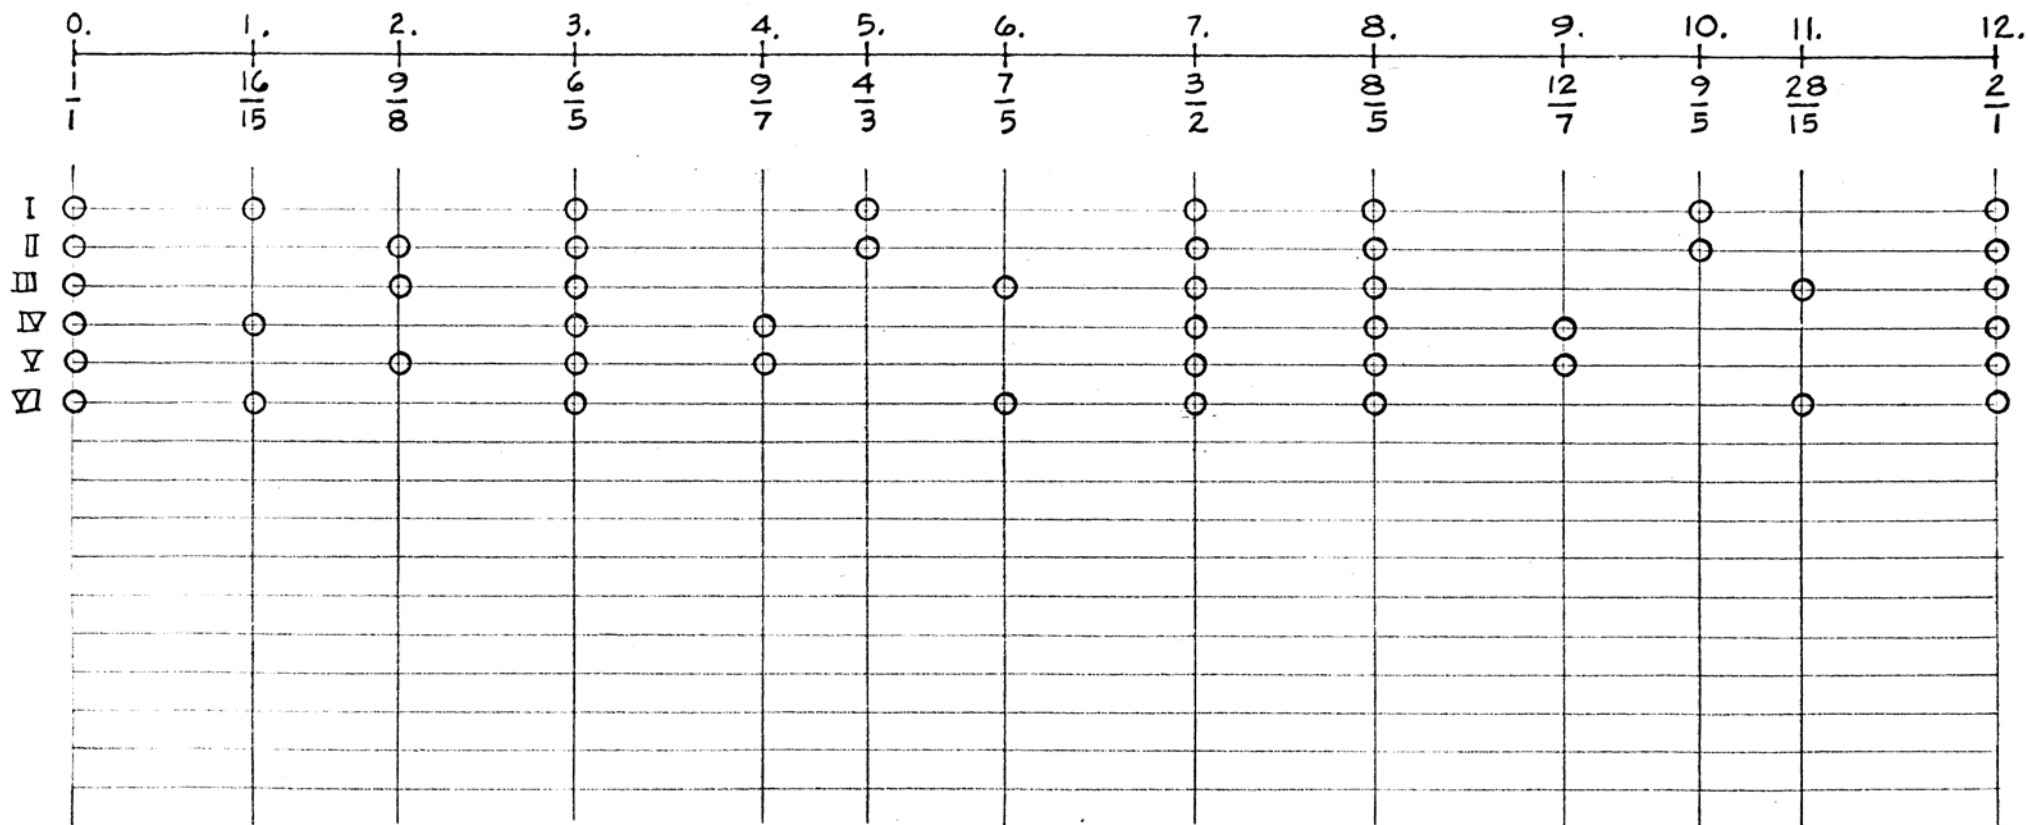 0. 1. 2. 3. 4. 5. 6. 7. 8. 9. 10. 11. 12.
1/1 16/15 9/8 6/5 9/7 4/3 7/5 3/2 8/5 12/7 9/5 28/15 2/1
I
II
III
IV
V
VI